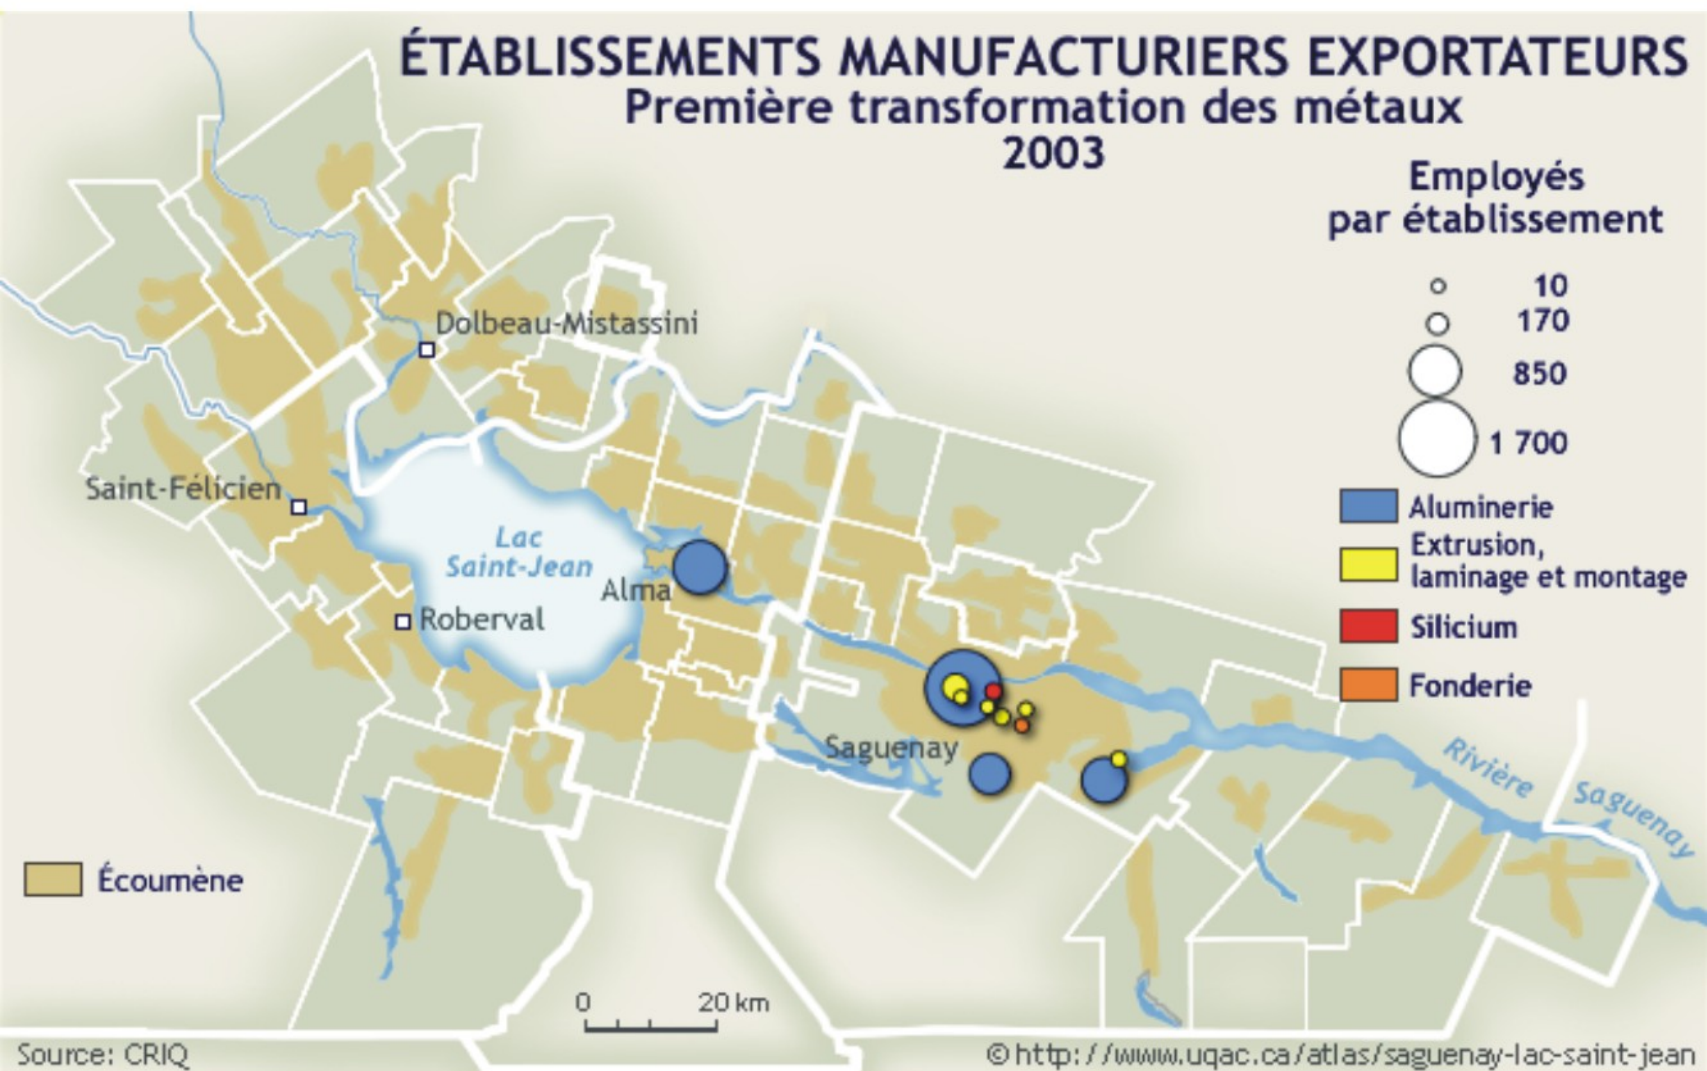 ÉTABLISSEMENTS MANUFACTURIERS EXPORTATEURS
Première transformation des métaux
2003
Employés
par établissement
10
170
850
1 700
Aluminerie
Extrusion,
laminage et montage
Silicium
Fonderie
Dolbeau-Mistassini
Saint-Félicien
Lac
Saint-Jean
Alma
Roberval
Saguenay
Rivière Saguenay
Écoumène
0 20 km
Source: CRIQ
© http://www.uqac.ca/atlas/saguenay-lac-saint-jean